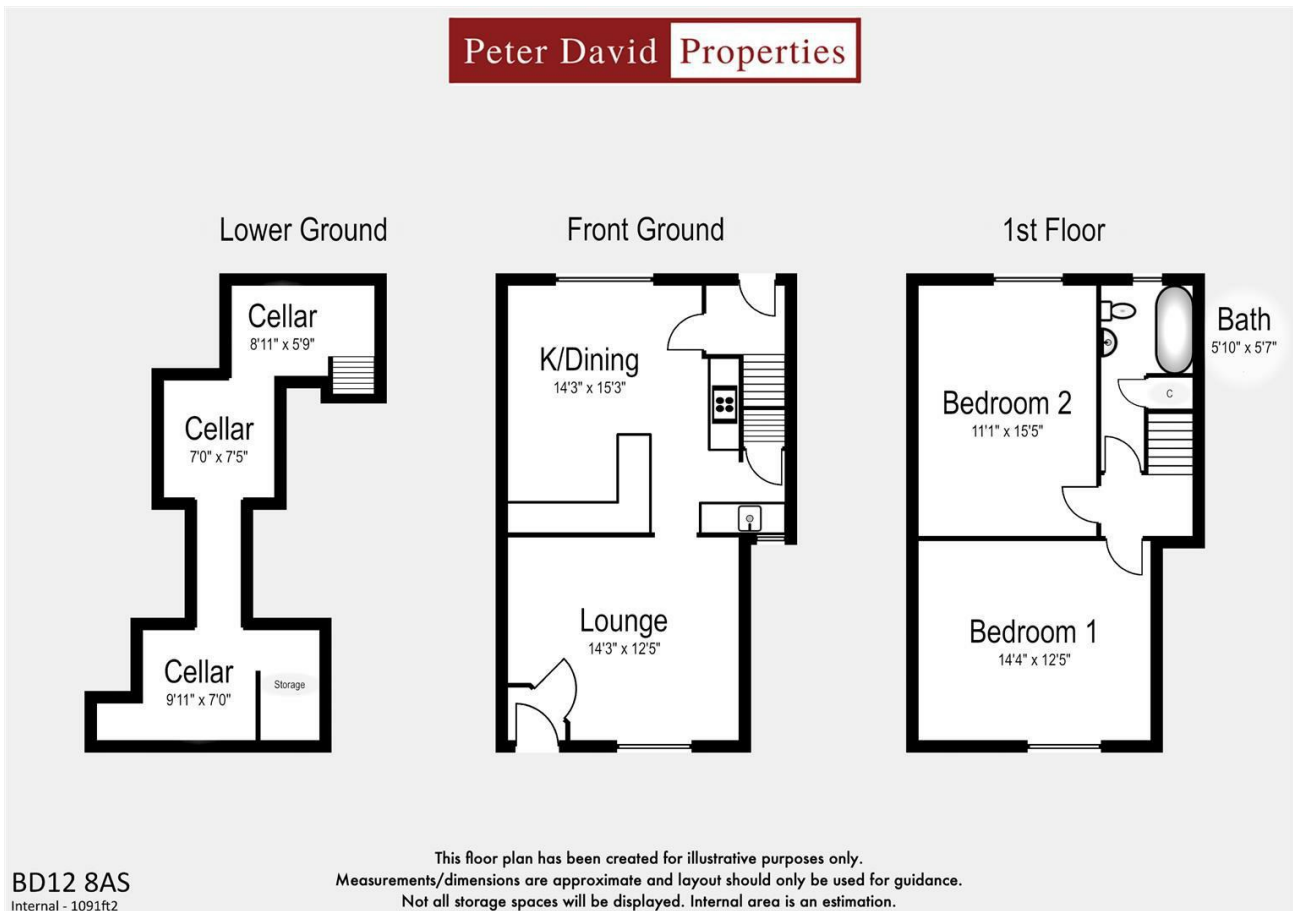 Peter David Properties
Lower Ground
Front Ground
1st Floor
Cellar
8'11" x 5'9"
Cellar
7'0" x 7'5"
Cellar
9'11" x 7'0"
Storage
K/Dining
14'3" x 15'3"
Lounge
14'3" x 12'5"
Bath
5'10" x 5'7"
C
Bedroom 2
11'1" x 15'5"
Bedroom 1
14'4" x 12'5"
This floor plan has been created for illustrative purposes only.
Measurements/dimensions are approximate and layout should only be used for guidance.
Not all storage spaces will be displayed. Internal area is an estimation.
BD12 8AS
Internal - 1091ft2